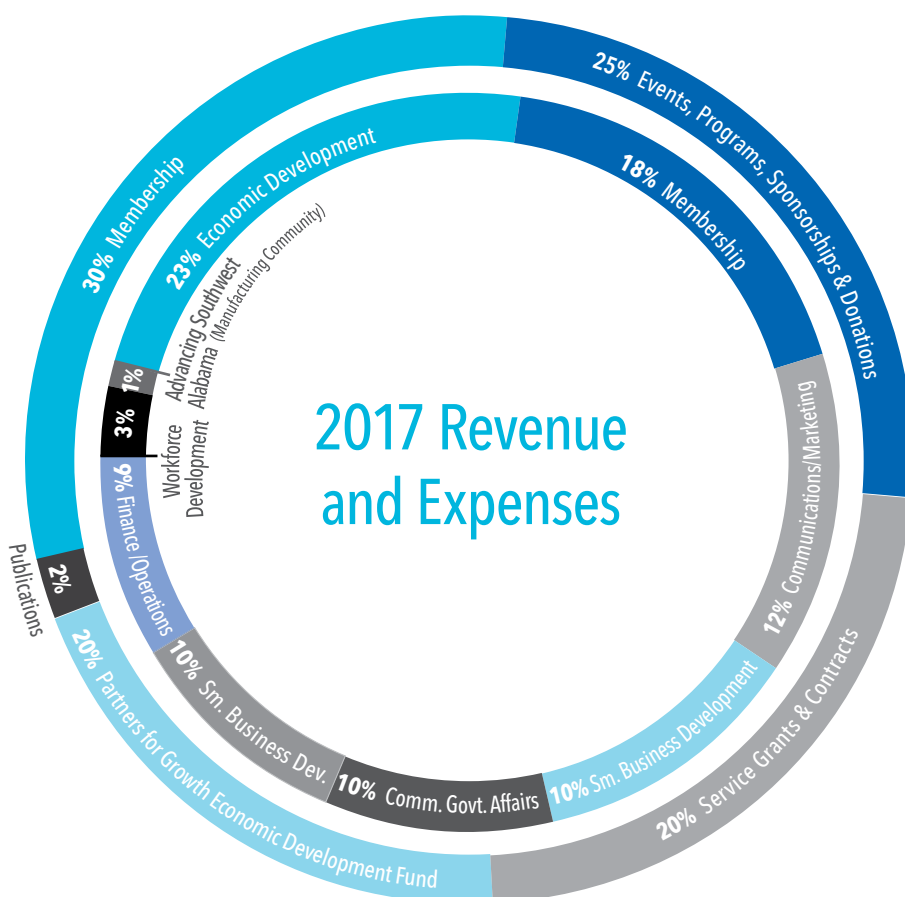 2017 Revenue
and Expenses
25% Events, Programs, Sponsorships & Donations
20% Service Grants & Contracts
20% Partners for Growth Economic Development Fund
2%
Publications
30% Membership
18% Membership
12% Communications/Marketing
10% Sm. Business Development
10% Comm. Govt. Affairs
10% Sm. Business Dev.
9% Finance /Operations
3%
Workforce
Development
1%
Advancing Southwest
Alabama (Manufacturing Community)
23% Economic Development